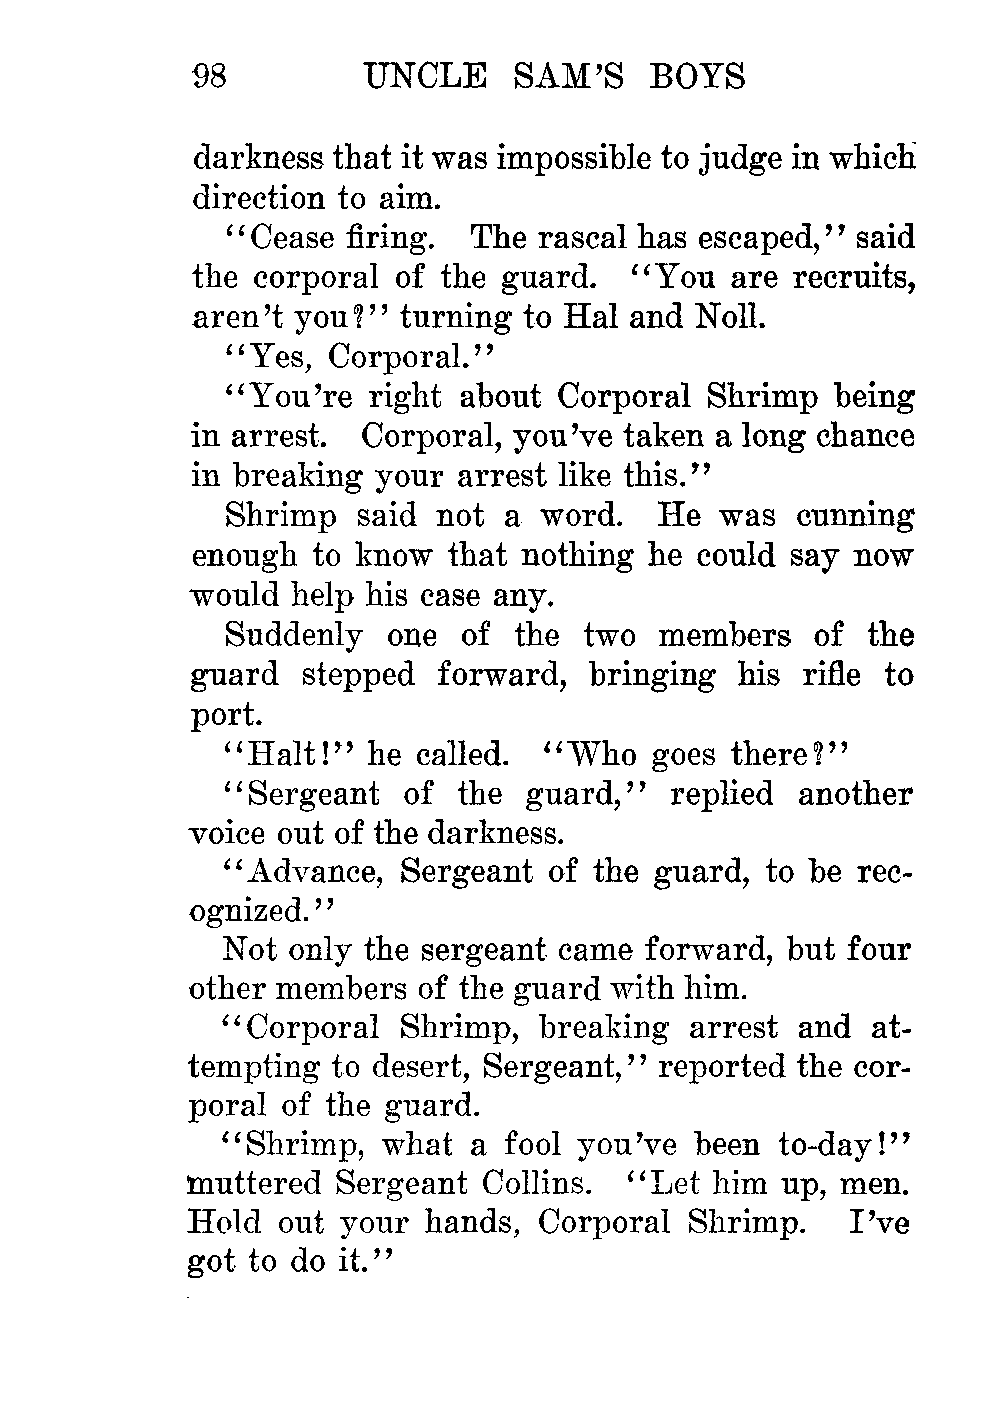 98 UNCLE SAM'S BOYS
darkness that it was impossible to judge in which
direction to aim.
"Cease firing. The rascal has escaped," said
the corporal of the guard. "You are recruits,
aren't you?" turning to Hal and Noll.
"Yes, Corporal."
"You're right about Corporal Shrimp being
in arrest. Corporal, you've taken a long chance
in breaking your arrest like this."
Shrimp said not a word. He was cunning
enough to know that nothing he could say now
would help his case any.
Suddenly one of the two members of the
guard stepped forward, bringing his rifle to
port.
"Halt!" he called. "Who goes there?"
"Sergeant of the guard," replied another
voice out of the darkness.
"Advance, Sergeant of the guard, to be rec-
ognized."
Not only the sergeant came forward, but four
other members of the guard with him.
"Corporal Shrimp, breaking arrest and at-
tempting to desert, Sergeant," reported the cor-
poral of the guard.
"Shrimp, what a fool you've been to-day!"
muttered Sergeant Collins. "Let him up, men.
Hold out your hands, Corporal Shrimp. I've
got to do it."